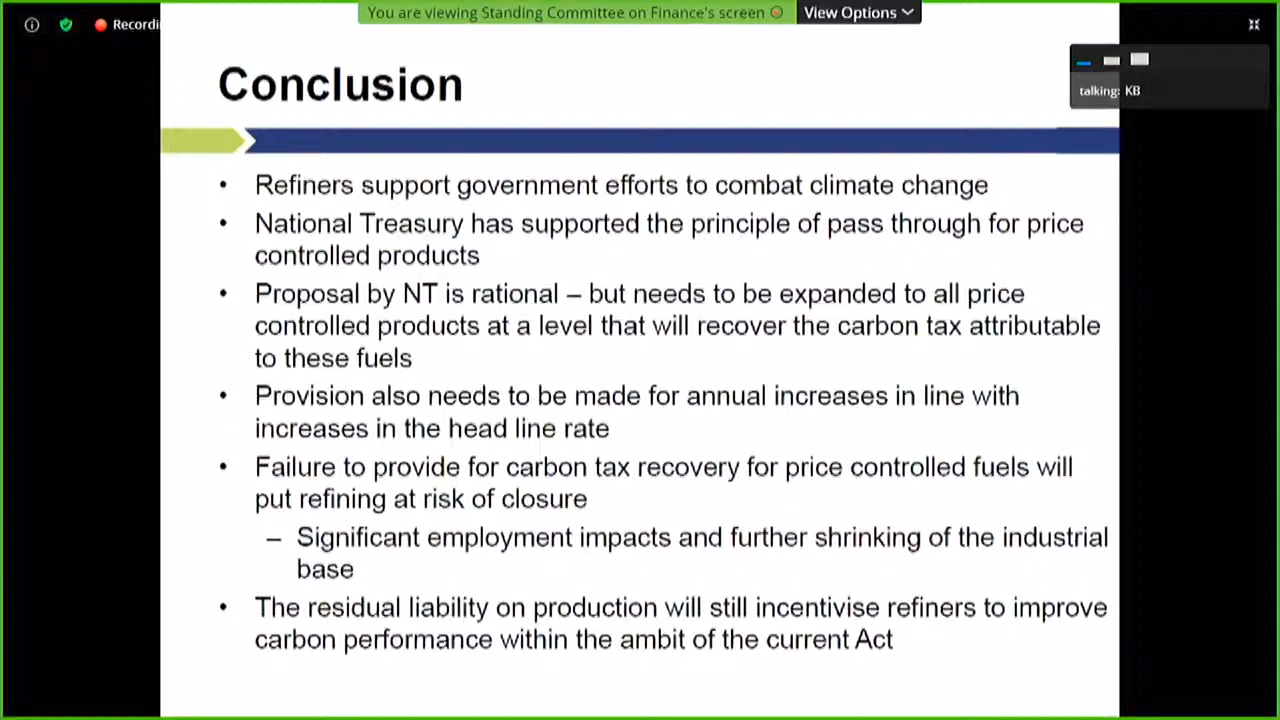 You are viewing Standing Committee on Finance's screen
View Options
Recordi
talking: KB
Conclusion
• Refiners support government efforts to combat climate change
• National Treasury has supported the principle of pass through for price
controlled products
• Proposal by NT is rational – but needs to be expanded to all price
controlled products at a level that will recover the carbon tax attributable
to these fuels
• Provision also needs to be made for annual increases in line with
increases in the head line rate
• Failure to provide for carbon tax recovery for price controlled fuels will
put refining at risk of closure
– Significant employment impacts and further shrinking of the industrial
base
• The residual liability on production will still incentivise refiners to improve
carbon performance within the ambit of the current Act